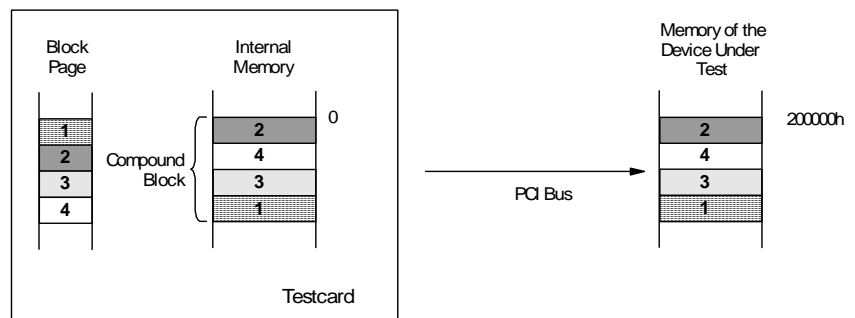 Block
Page
1
2
3
4
Compound
Block
Internal
Memory
0
2
4
3
1
Testcard
PCI Bus
Memory of the
Device Under
Test
200000h
2
4
3
1